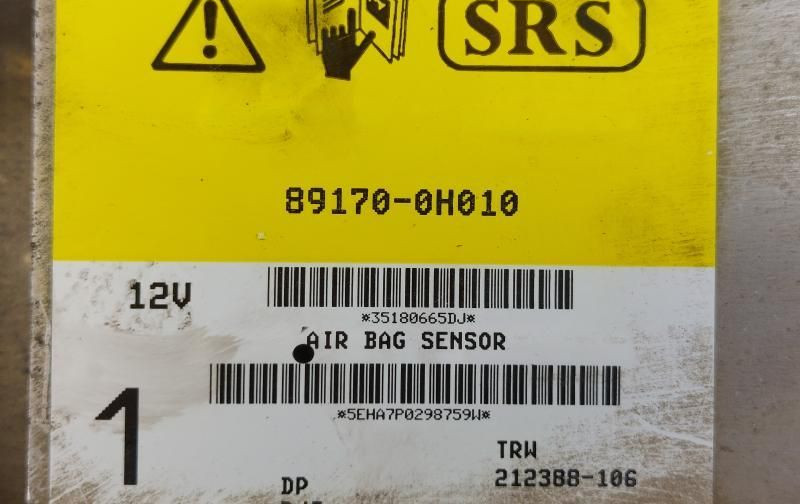 SRS
89170-0H010
12V
*35180665DJ*
AIR BAG SENSOR
*5EHA7P0298759W*
1
TRW
DP
212388-106